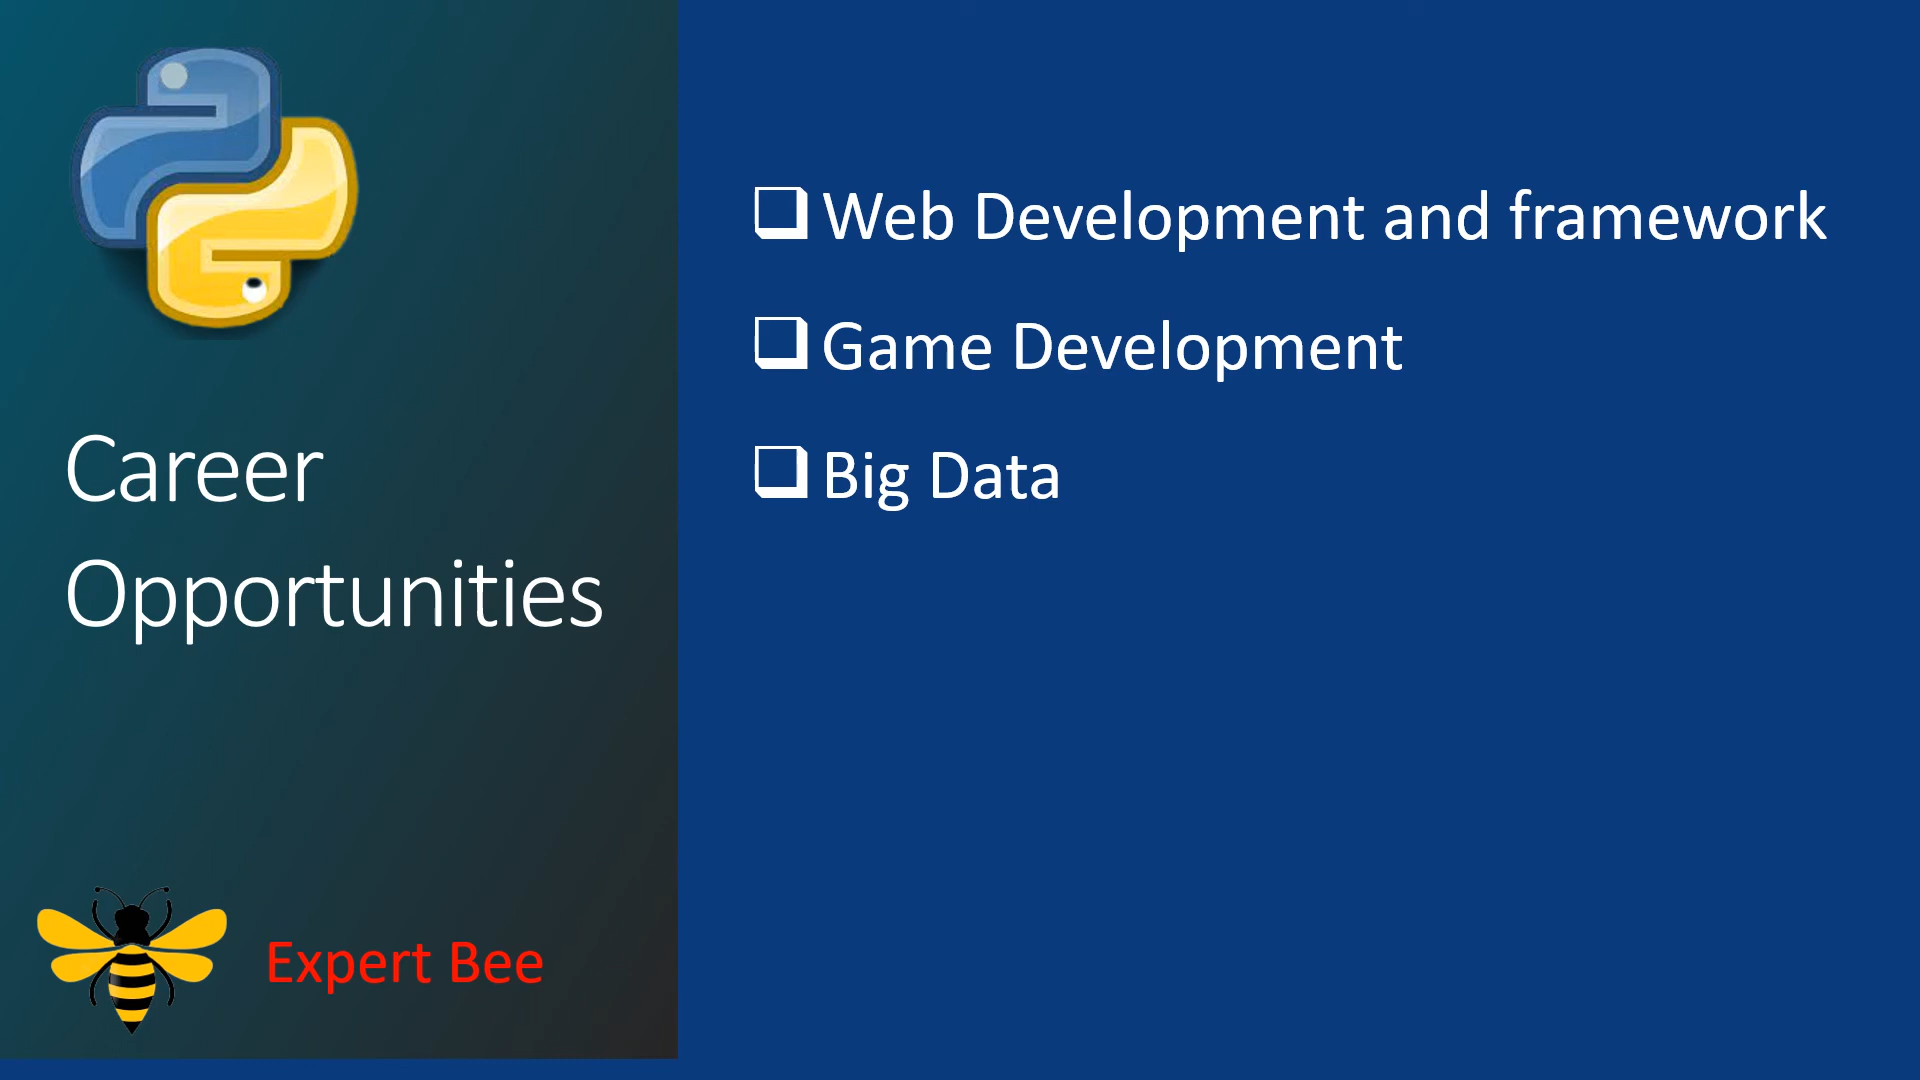 Career
Opportunities
Expert Bee
❑ Web Development and framework
❑ Game Development
❑ Big Data